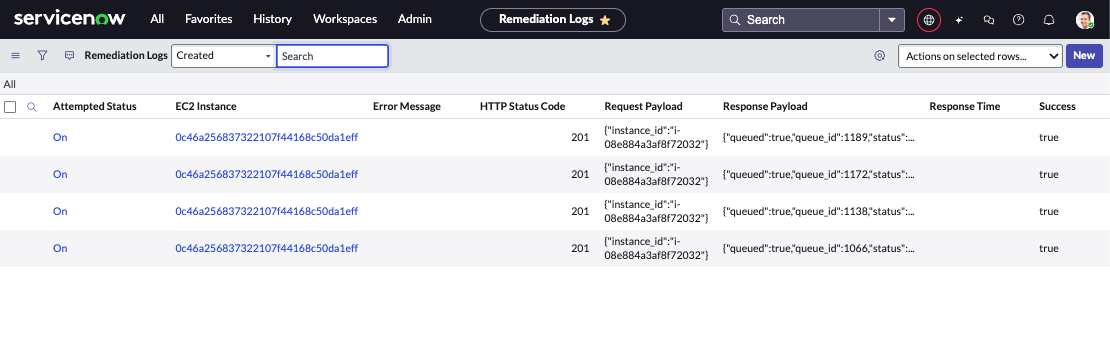 servicenow All Favorites History Workspaces Admin Remediation Logs Search
Remediation Logs Created Search Actions on selected rows... New
All
Attempted Status EC2 Instance Error Message HTTP Status Code Request Payload Response Payload Response Time Success
On 0c46a256837322107f44168c50da1eff 201 {"instance_id":"i-08e884a3af8f72032"} {"queued":true,"queue_id":1189,"status":... true
On 0c46a256837322107f44168c50da1eff 201 {"instance_id":"i-08e884a3af8f72032"} {"queued":true,"queue_id":1172,"status":... true
On 0c46a256837322107f44168c50da1eff 201 {"instance_id":"i-08e884a3af8f72032"} {"queued":true,"queue_id":1138,"status":... true
On 0c46a256837322107f44168c50da1eff 201 {"instance_id":"i-08e884a3af8f72032"} {"queued":true,"queue_id":1066,"status":... true